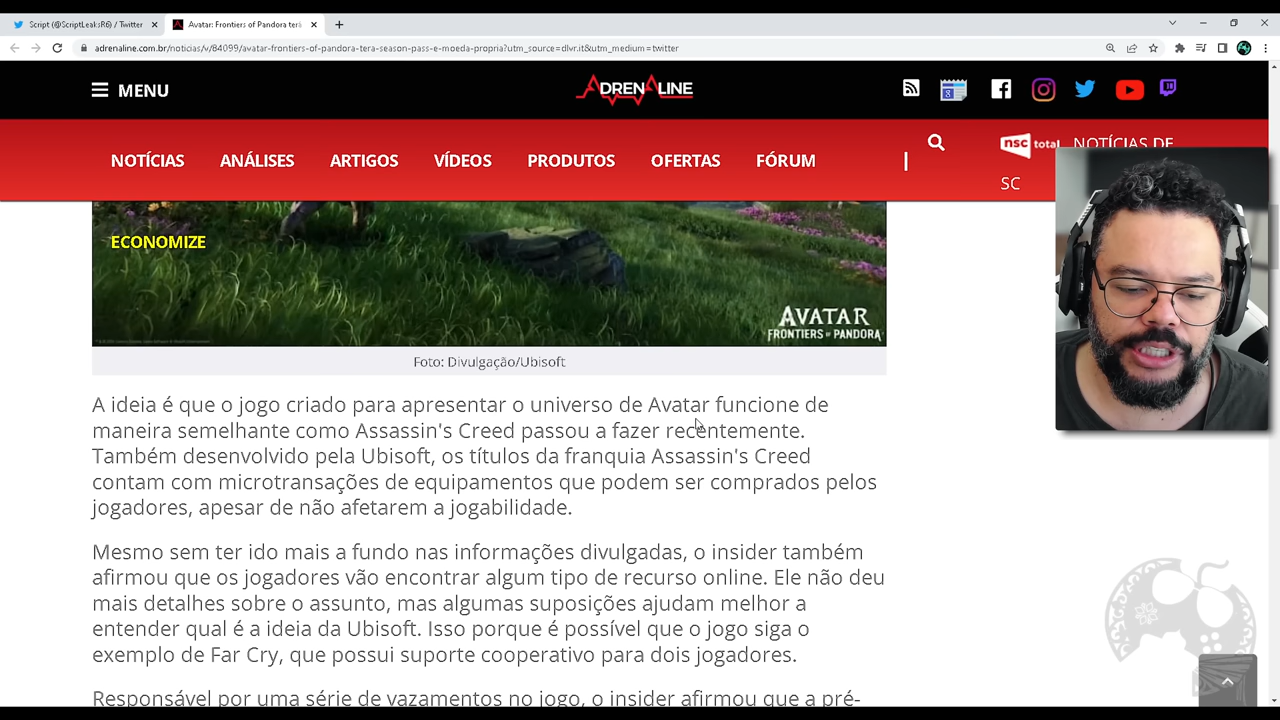 Script (@ScriptLeaksR6) / Twitter
Avatar: Frontiers of Pandora terá
adrenaline.com.br/noticias/v/84099/avatar-frontiers-of-pandora-tera-season-pass-e-moeda-propria?utm_source=dlvr.it&utm_medium=twitter
MENU
ADRENALINE
NOTÍCIAS ANÁLISES ARTIGOS VÍDEOS PRODUTOS OFERTAS FÓRUM |
nsc total NOTÍCIAS DE
SC
ECONOMIZE
AVATAR
FRONTIERS OF PANDORA
Foto: Divulgação/Ubisoft
A ideia é que o jogo criado para apresentar o universo de Avatar funcione de
maneira semelhante como Assassin's Creed passou a fazer recentemente.
Também desenvolvido pela Ubisoft, os títulos da franquia Assassin's Creed
contam com microtransações de equipamentos que podem ser comprados pelos
jogadores, apesar de não afetarem a jogabilidade.
Mesmo sem ter ido mais a fundo nas informações divulgadas, o insider também
afirmou que os jogadores vão encontrar algum tipo de recurso online. Ele não deu
mais detalhes sobre o assunto, mas algumas suposições ajudam melhor a
entender qual é a ideia da Ubisoft. Isso porque é possível que o jogo siga o
exemplo de Far Cry, que possui suporte cooperativo para dois jogadores.
Responsável por uma série de vazamentos no jogo, o insider afirmou que a pré-